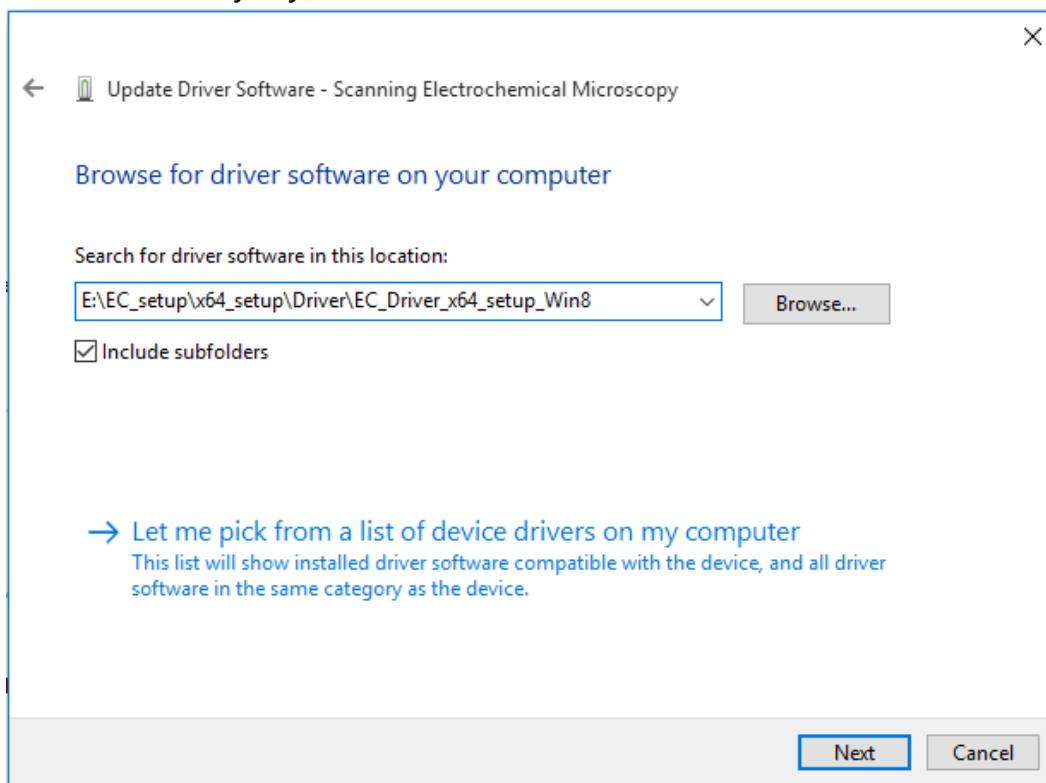 Update Driver Software - Scanning Electrochemical Microscopy
Browse for driver software on your computer
Search for driver software in this location:
E:\EC_setup\x64_setup\Driver\EC_Driver_x64_setup_Win8
Browse...
Include subfolders
Let me pick from a list of device drivers on my computer
This list will show installed driver software compatible with the device, and all driver
software in the same category as the device.
Next
Cancel